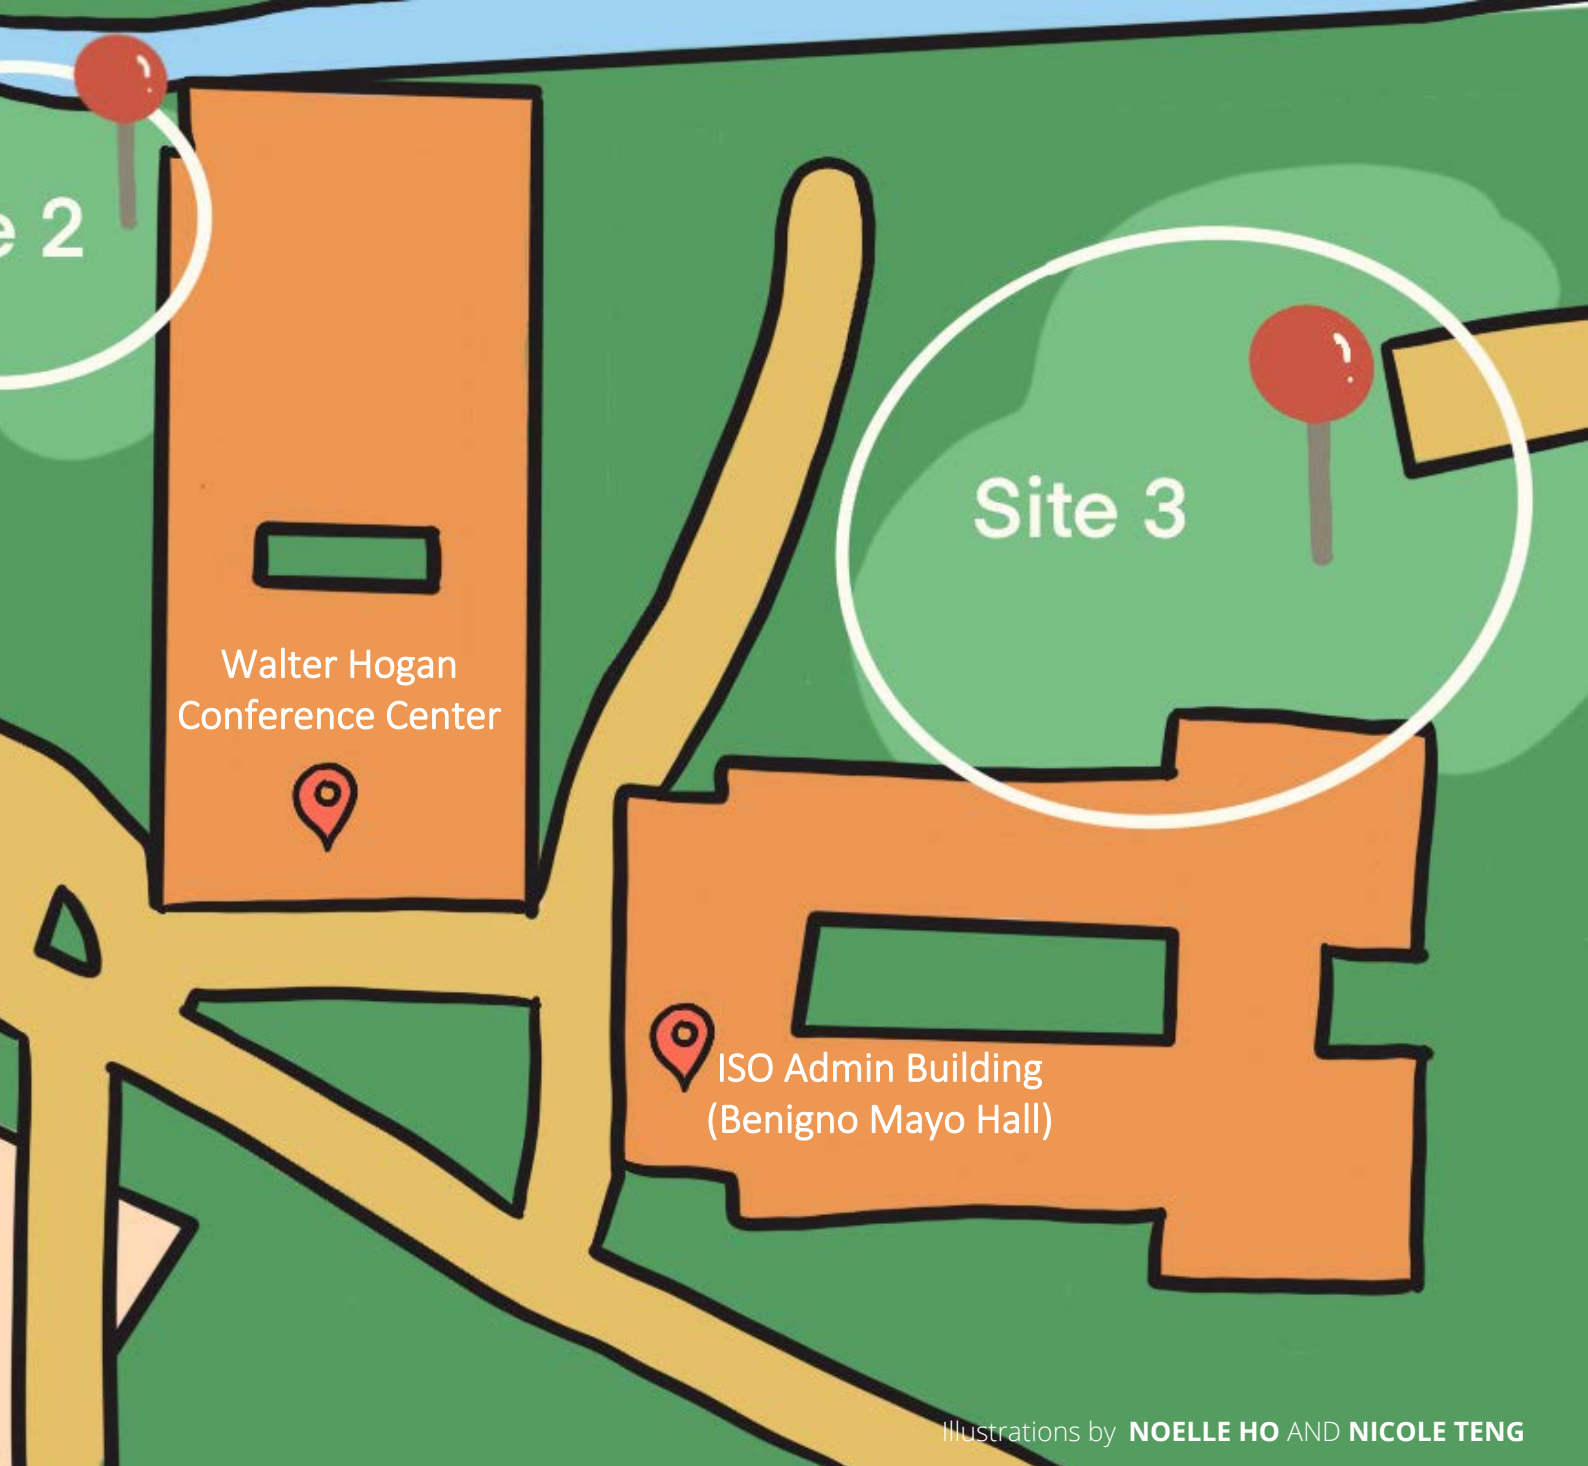 e 2
Site 3
Walter Hogan
Conference Center
ISO Admin Building
(Benigno Mayo Hall)
Illustrations by NOELLE HO AND NICOLE TENG